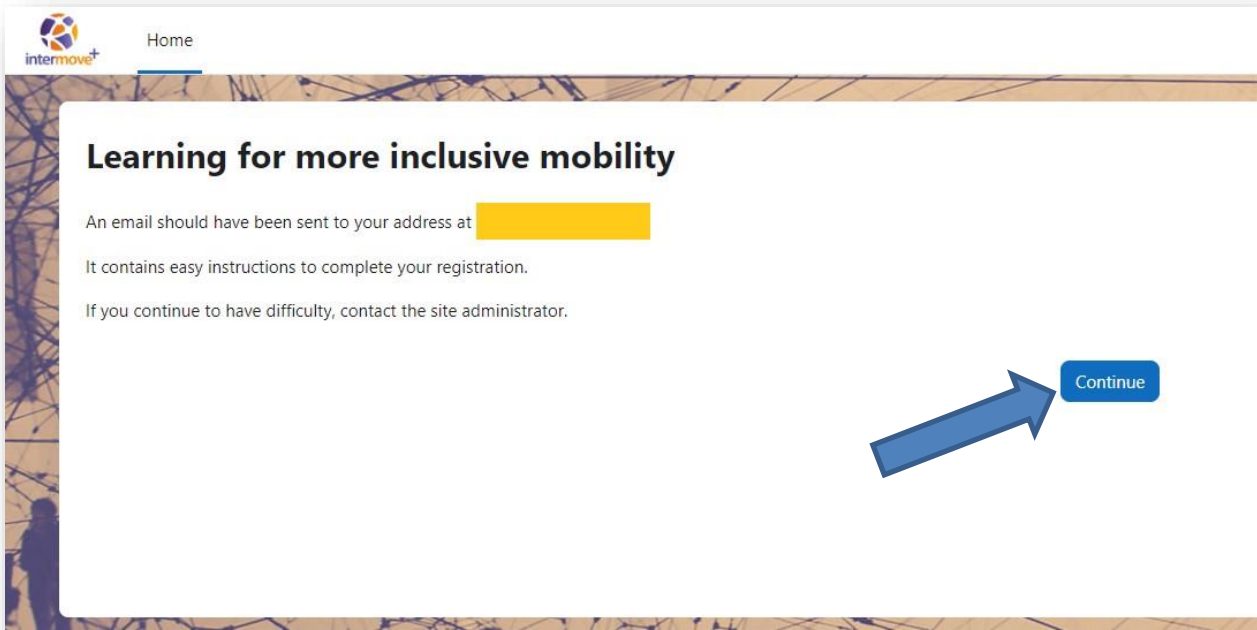 intermove+
Home
Learning for more inclusive mobility
An email should have been sent to your address at
It contains easy instructions to complete your registration.
If you continue to have difficulty, contact the site administrator.
Continue